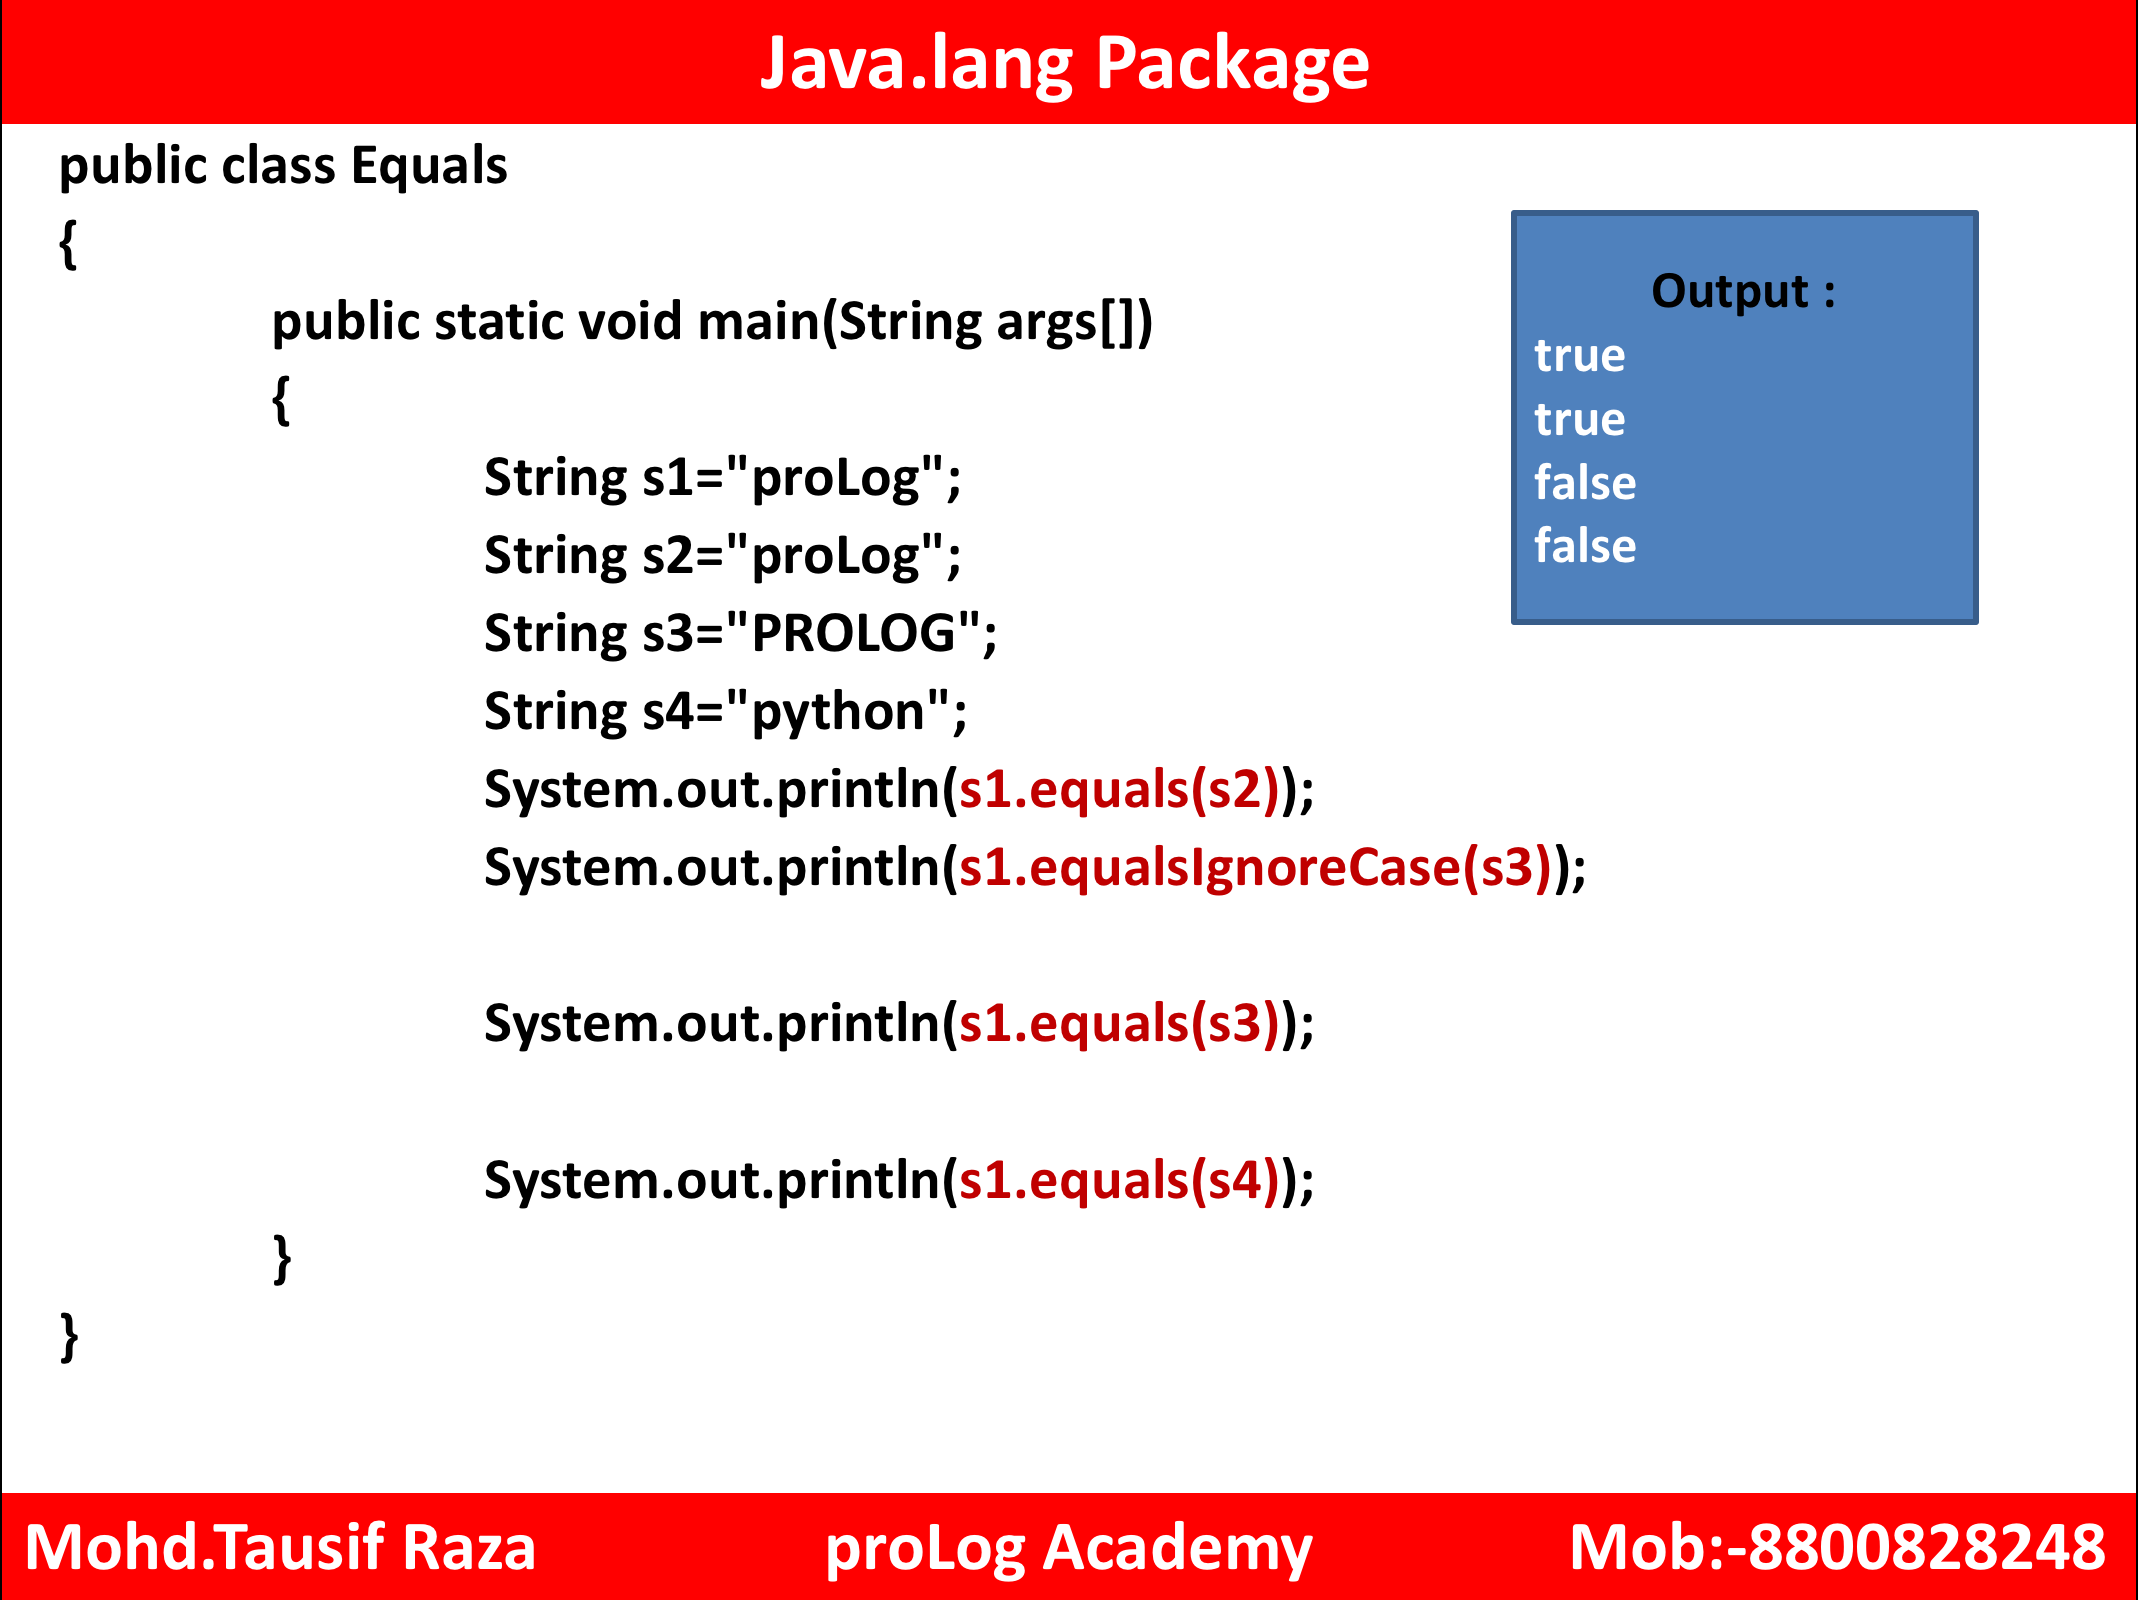 Java.lang Package
public class Equals
{
public static void main(String args[])
{
String s1="proLog";
String s2="proLog";
String s3="PROLOG";
String s4="python";
System.out.println(s1.equals(s2));
System.out.println(s1.equalsIgnoreCase(s3));
System.out.println(s1.equals(s3));
System.out.println(s1.equals(s4));
}
}
Output :
true
true
false
false
Mohd.Tausif Raza proLog Academy Mob:-8800828248